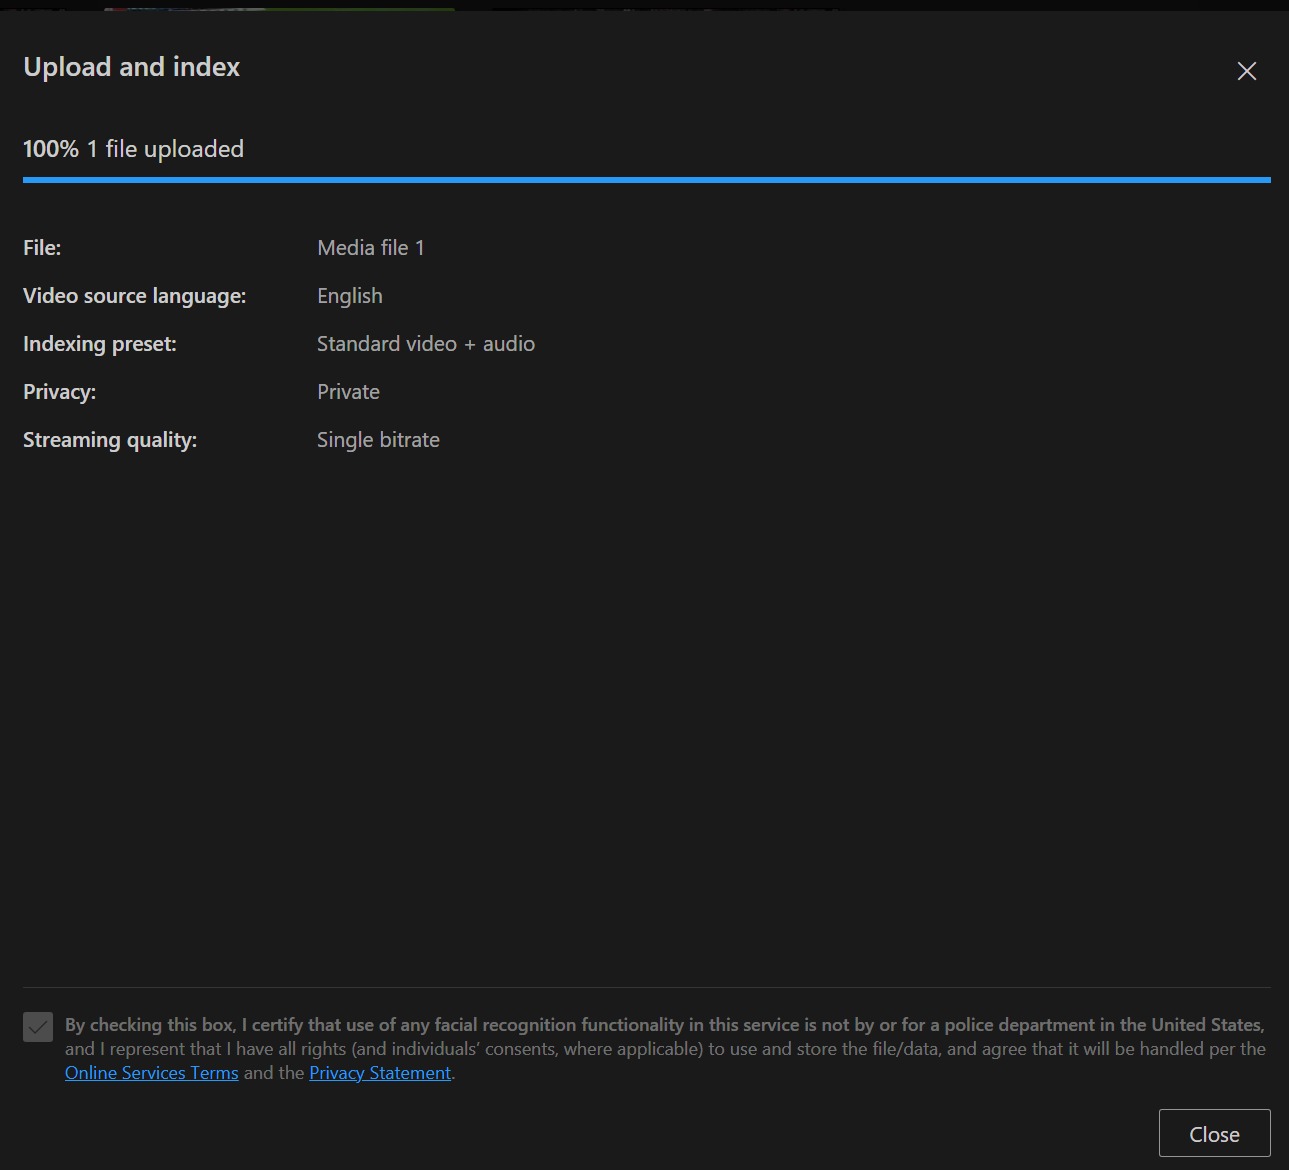 Upload and index
100% 1 file uploaded
File: Media file 1
Video source language: English
Indexing preset: Standard video + audio
Privacy: Private
Streaming quality: Single bitrate
By checking this box, I certify that use of any facial recognition functionality in this service is not by or for a police department in the United States,
and I represent that I have all rights (and individuals’ consents, where applicable) to use and store the file/data, and agree that it will be handled per the
Online Services Terms and the Privacy Statement.
Close